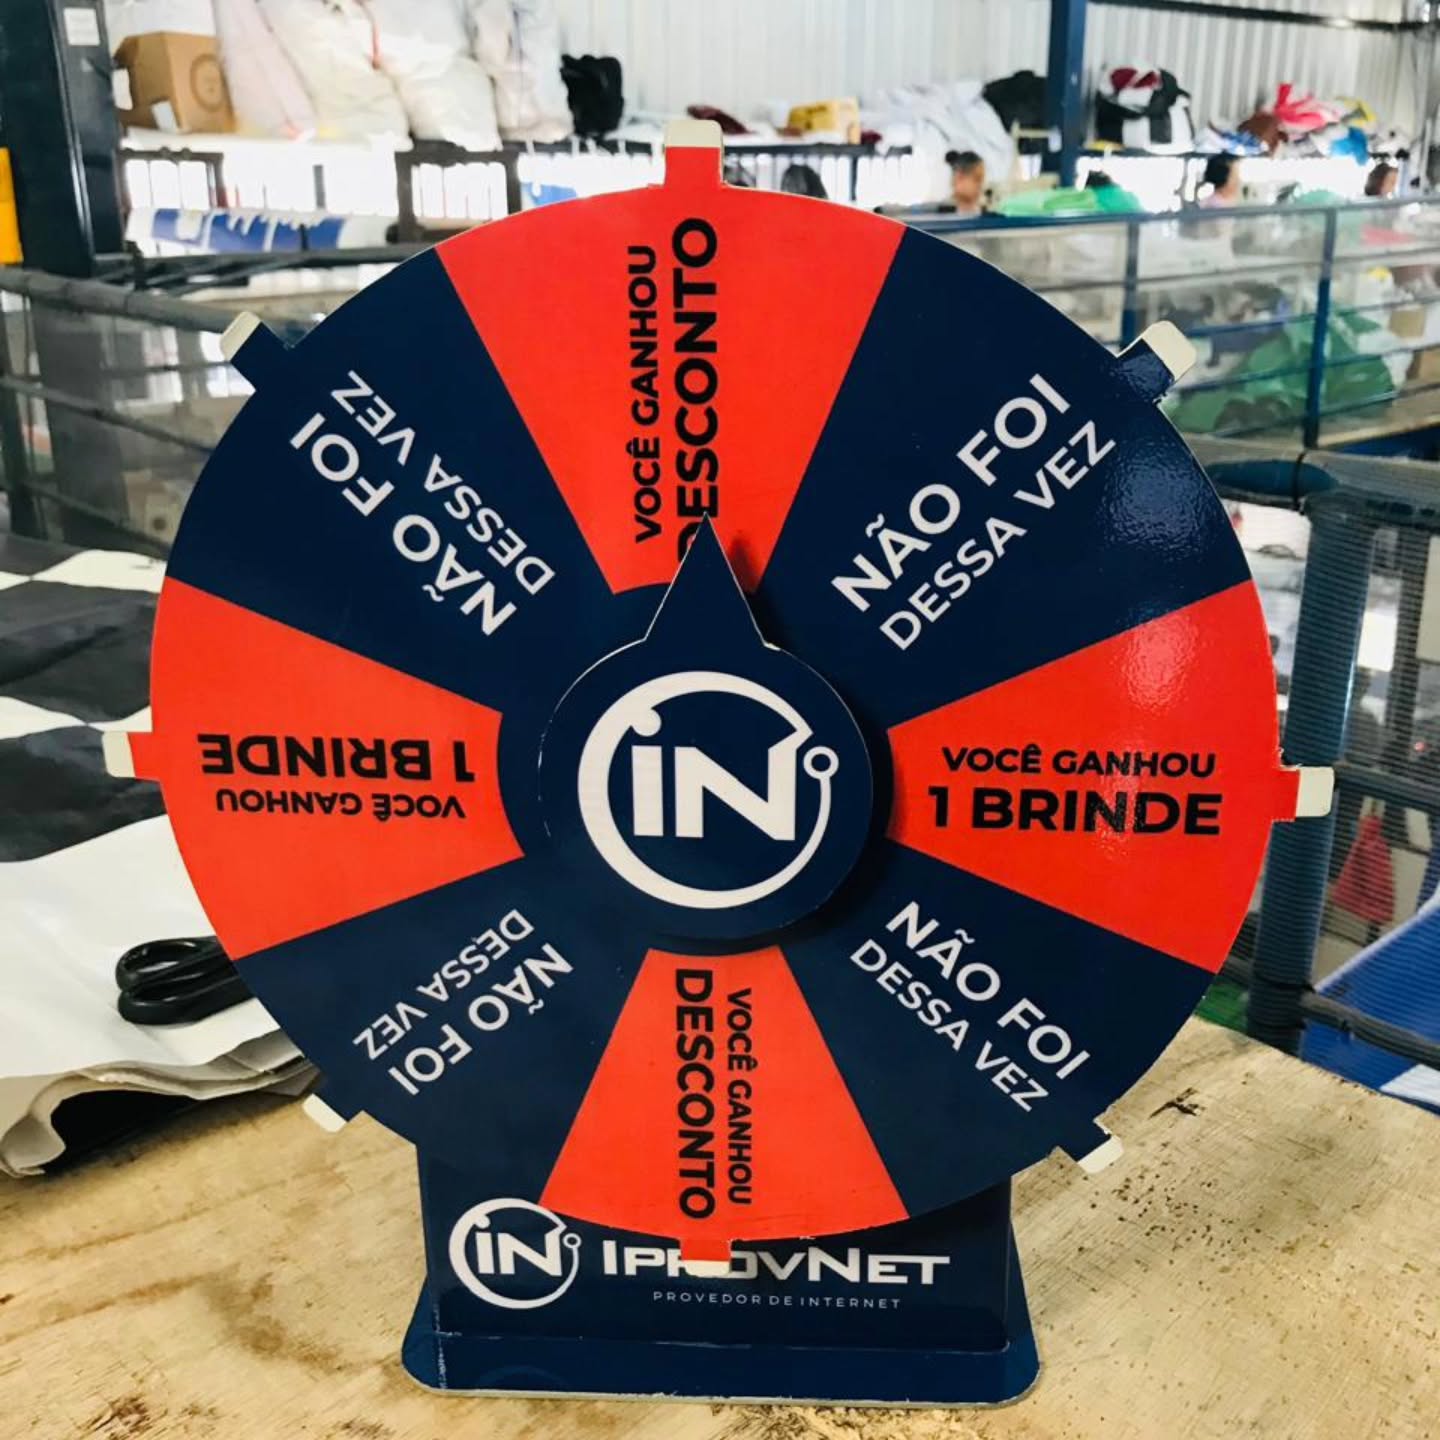 VOCÊ GANHOU
DESCONTO
NÃO FOI
DESSA VEZ
VOCÊ GANHOU
1 BRINDE
NÃO FOI
DESSA VEZ
VOCÊ GANHOU
DESCONTO
NÃO FOI
DESSA VEZ
VOCÊ GANHOU
1 BRINDE
NÃO FOI
DESSA VEZ
IN
IN
IPROVNET
PROVEDOR DE INTERNET